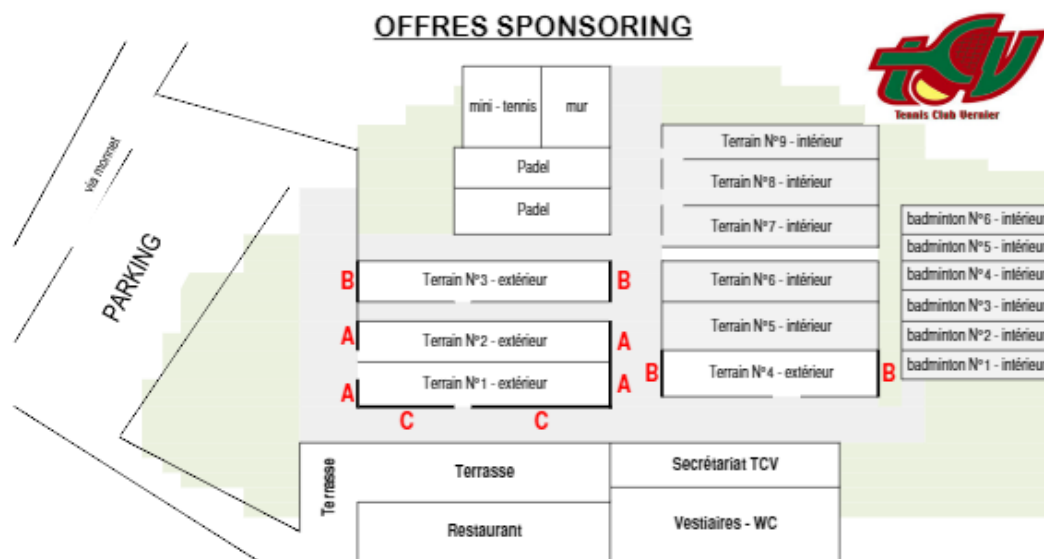 OFFRES SPONSORING
TCV
Tennis Club Vernier
via monnet
PARKING
mini - tennis
mur
Padel
Padel
Terrain N°9 - intérieur
Terrain N°8 - intérieur
Terrain N°7 - intérieur
badminton N°6 - intérieur
badminton N°5 - intérieur
badminton N°4 - intérieur
badminton N°3 - intérieur
badminton N°2 - intérieur
badminton N°1 - intérieur
B
Terrain N°3 - extérieur
B
Terrain N°6 - intérieur
A
Terrain N°2 - extérieur
A
Terrain N°5 - intérieur
A
Terrain N°1 - extérieur
A
B
Terrain N°4 - extérieur
B
C
C
Terrasse
Terrasse
Secrétariat TCV
Restaurant
Vestiaires - WC